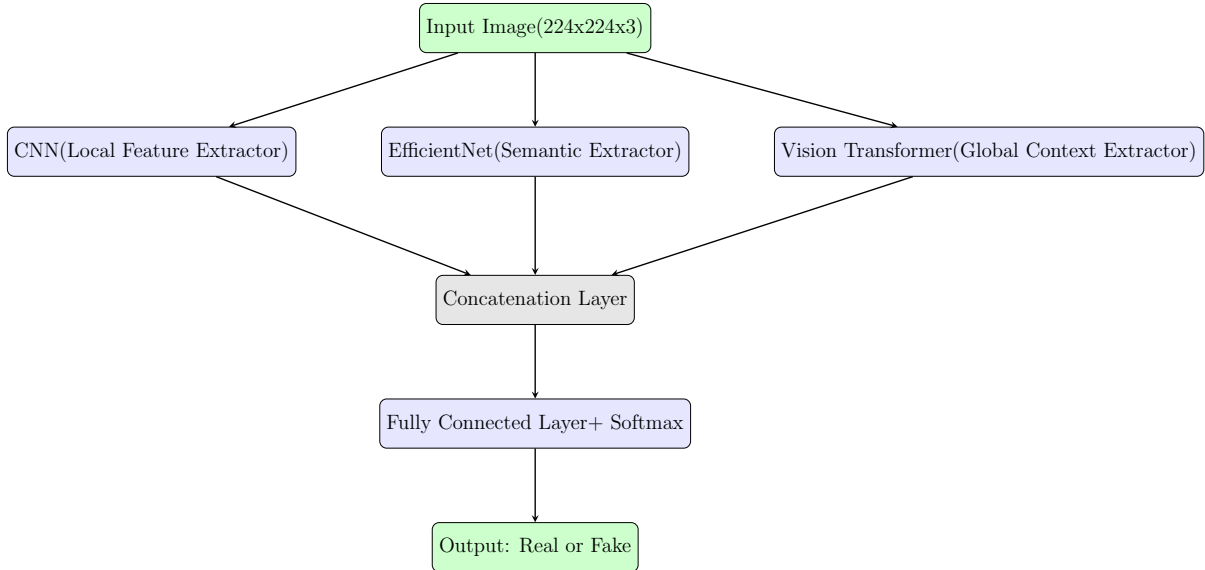 Input Image(224x224x3)
CNN(Local Feature Extractor)
EfficientNet(Semantic Extractor)
Vision Transformer(Global Context Extractor)
Concatenation Layer
Fully Connected Layer+ Softmax
Output: Real or Fake